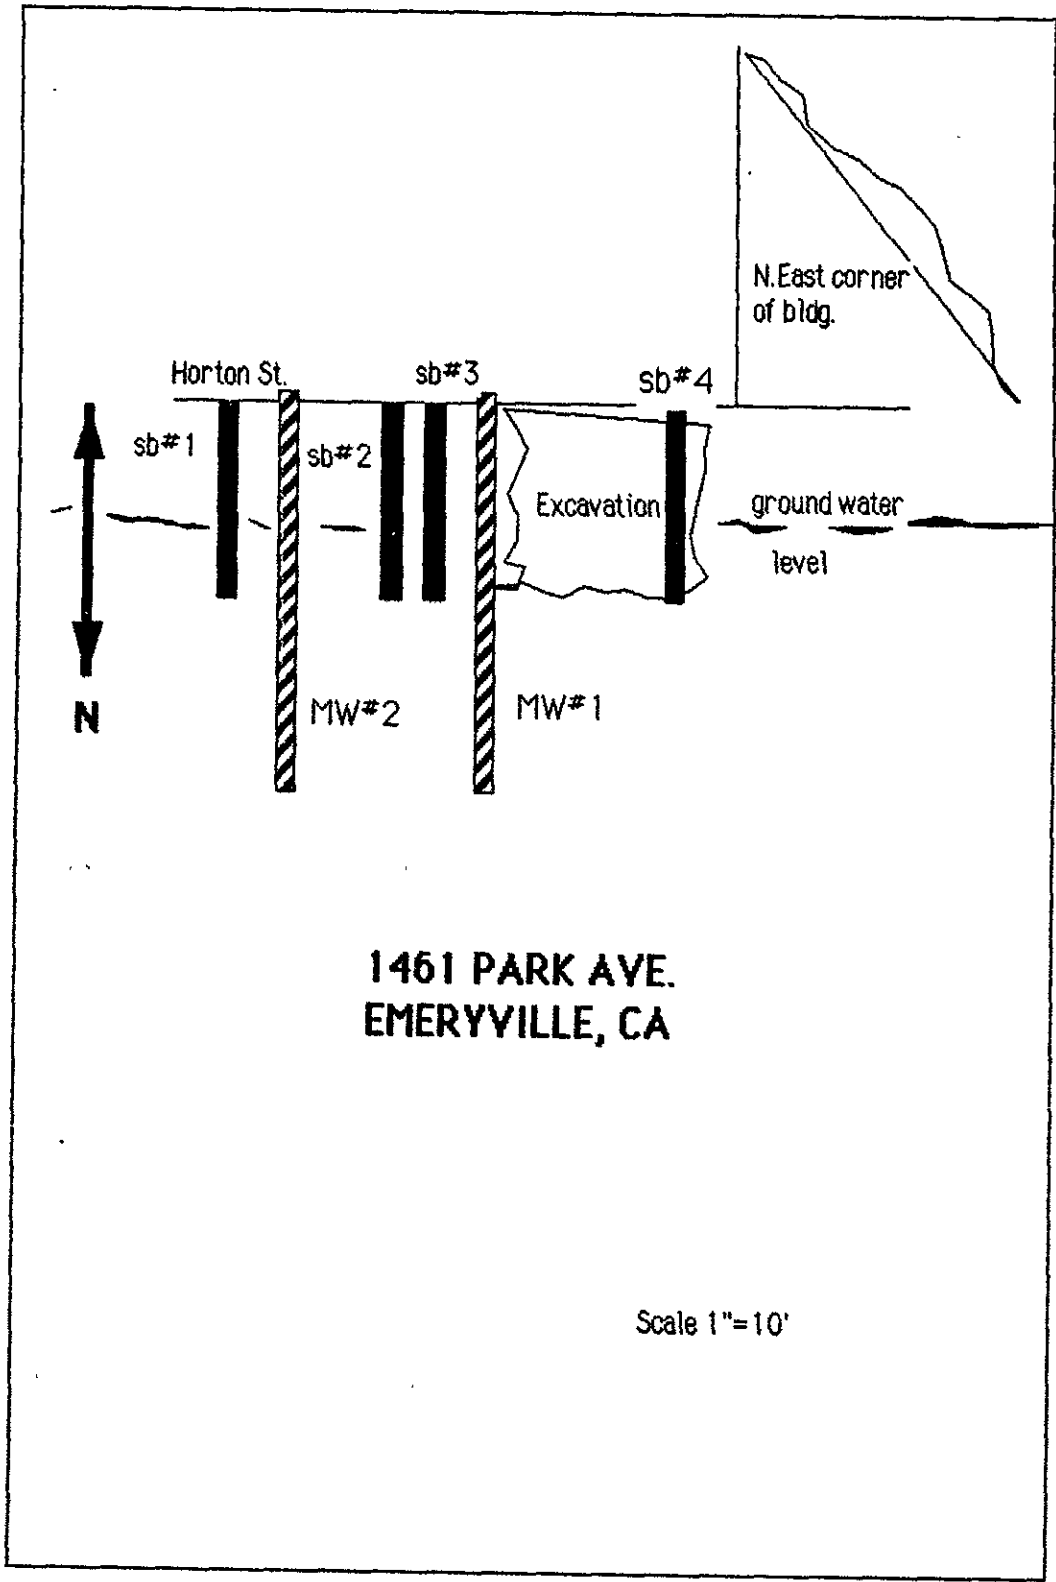 N.East corner
of bldg.
Horton St.
sb#3
sb#4
sb#1
sb#2
Excavation
ground water
level
N
MW#2
MW#1
1461 PARK AVE.
EMERYVILLE, CA
Scale 1"=10'